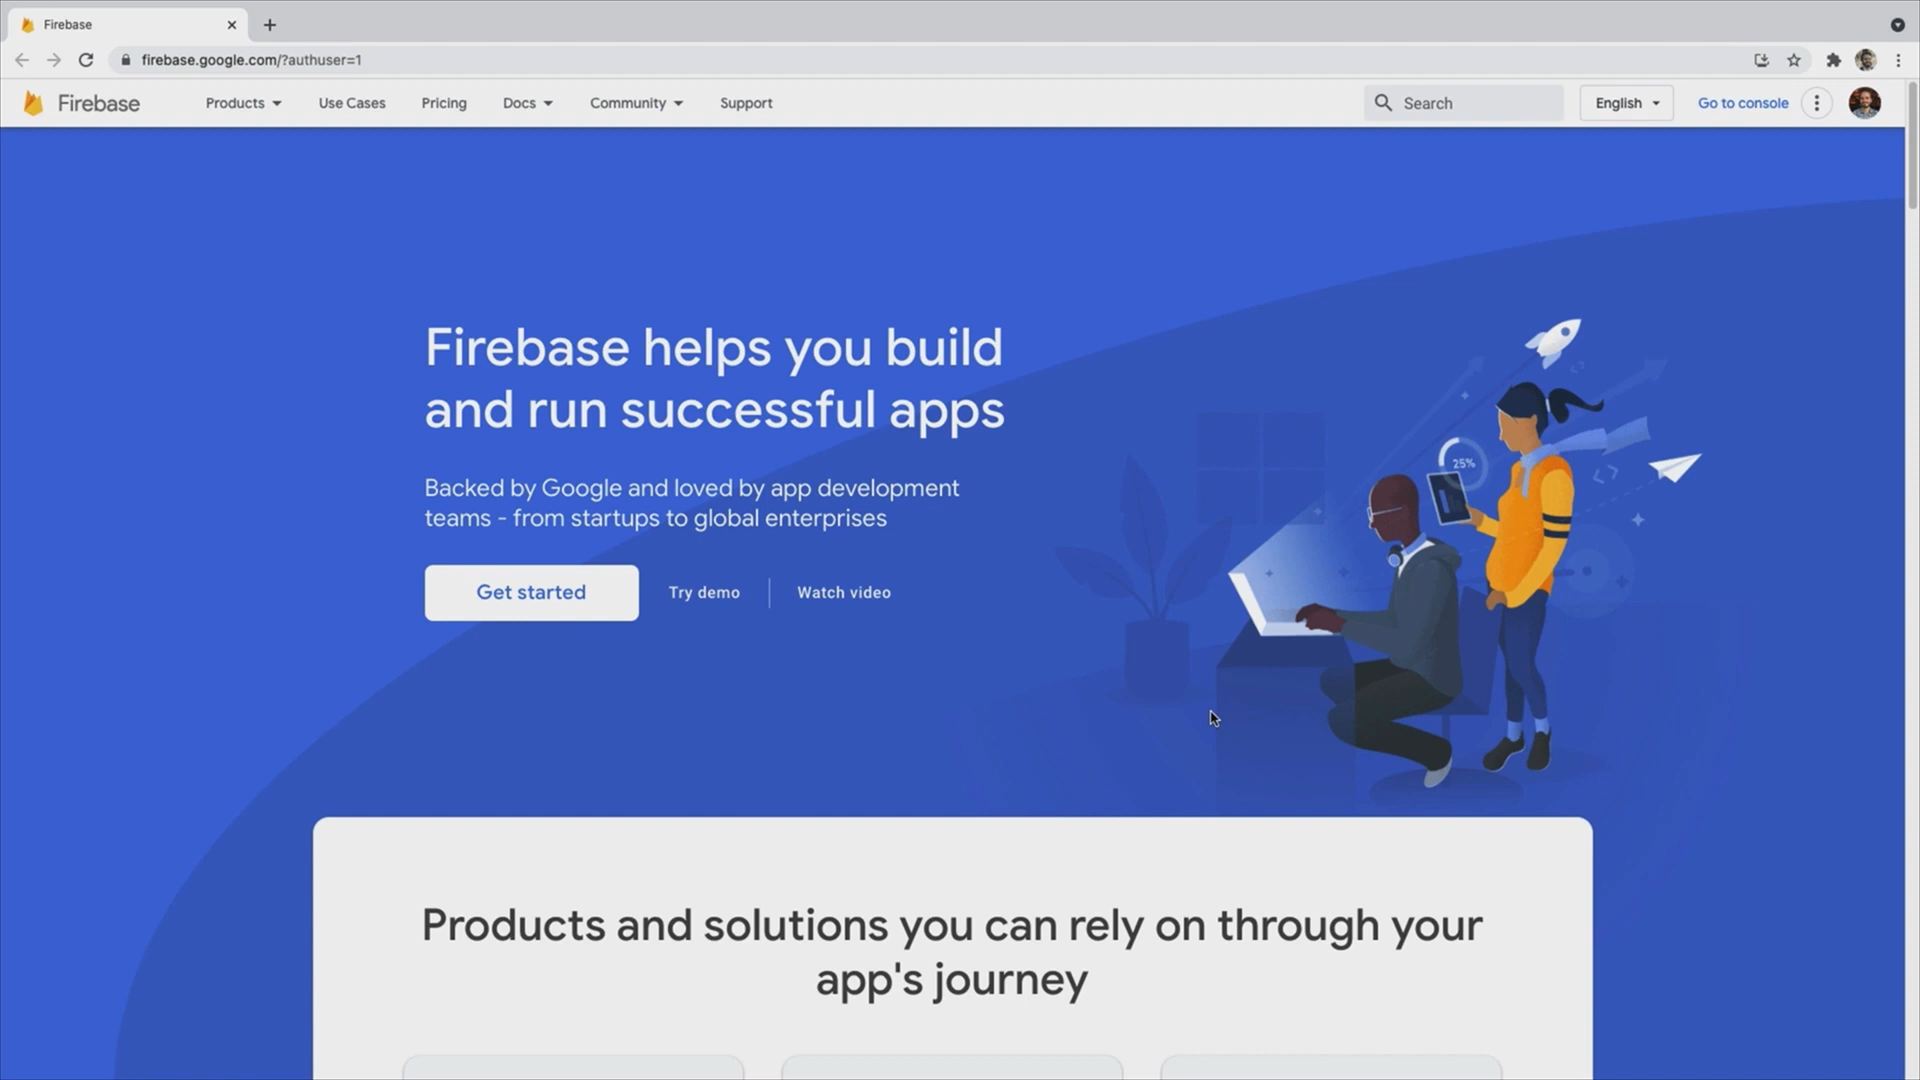 Firebase
firebase.google.com/?authuser=1
Firebase
Products
Use Cases
Pricing
Docs
Community
Support
Search
English
Go to console
Firebase helps you build
and run successful apps
Backed by Google and loved by app development
teams - from startups to global enterprises
Get started
Try demo
Watch video
25%
Products and solutions you can rely on through your
app's journey